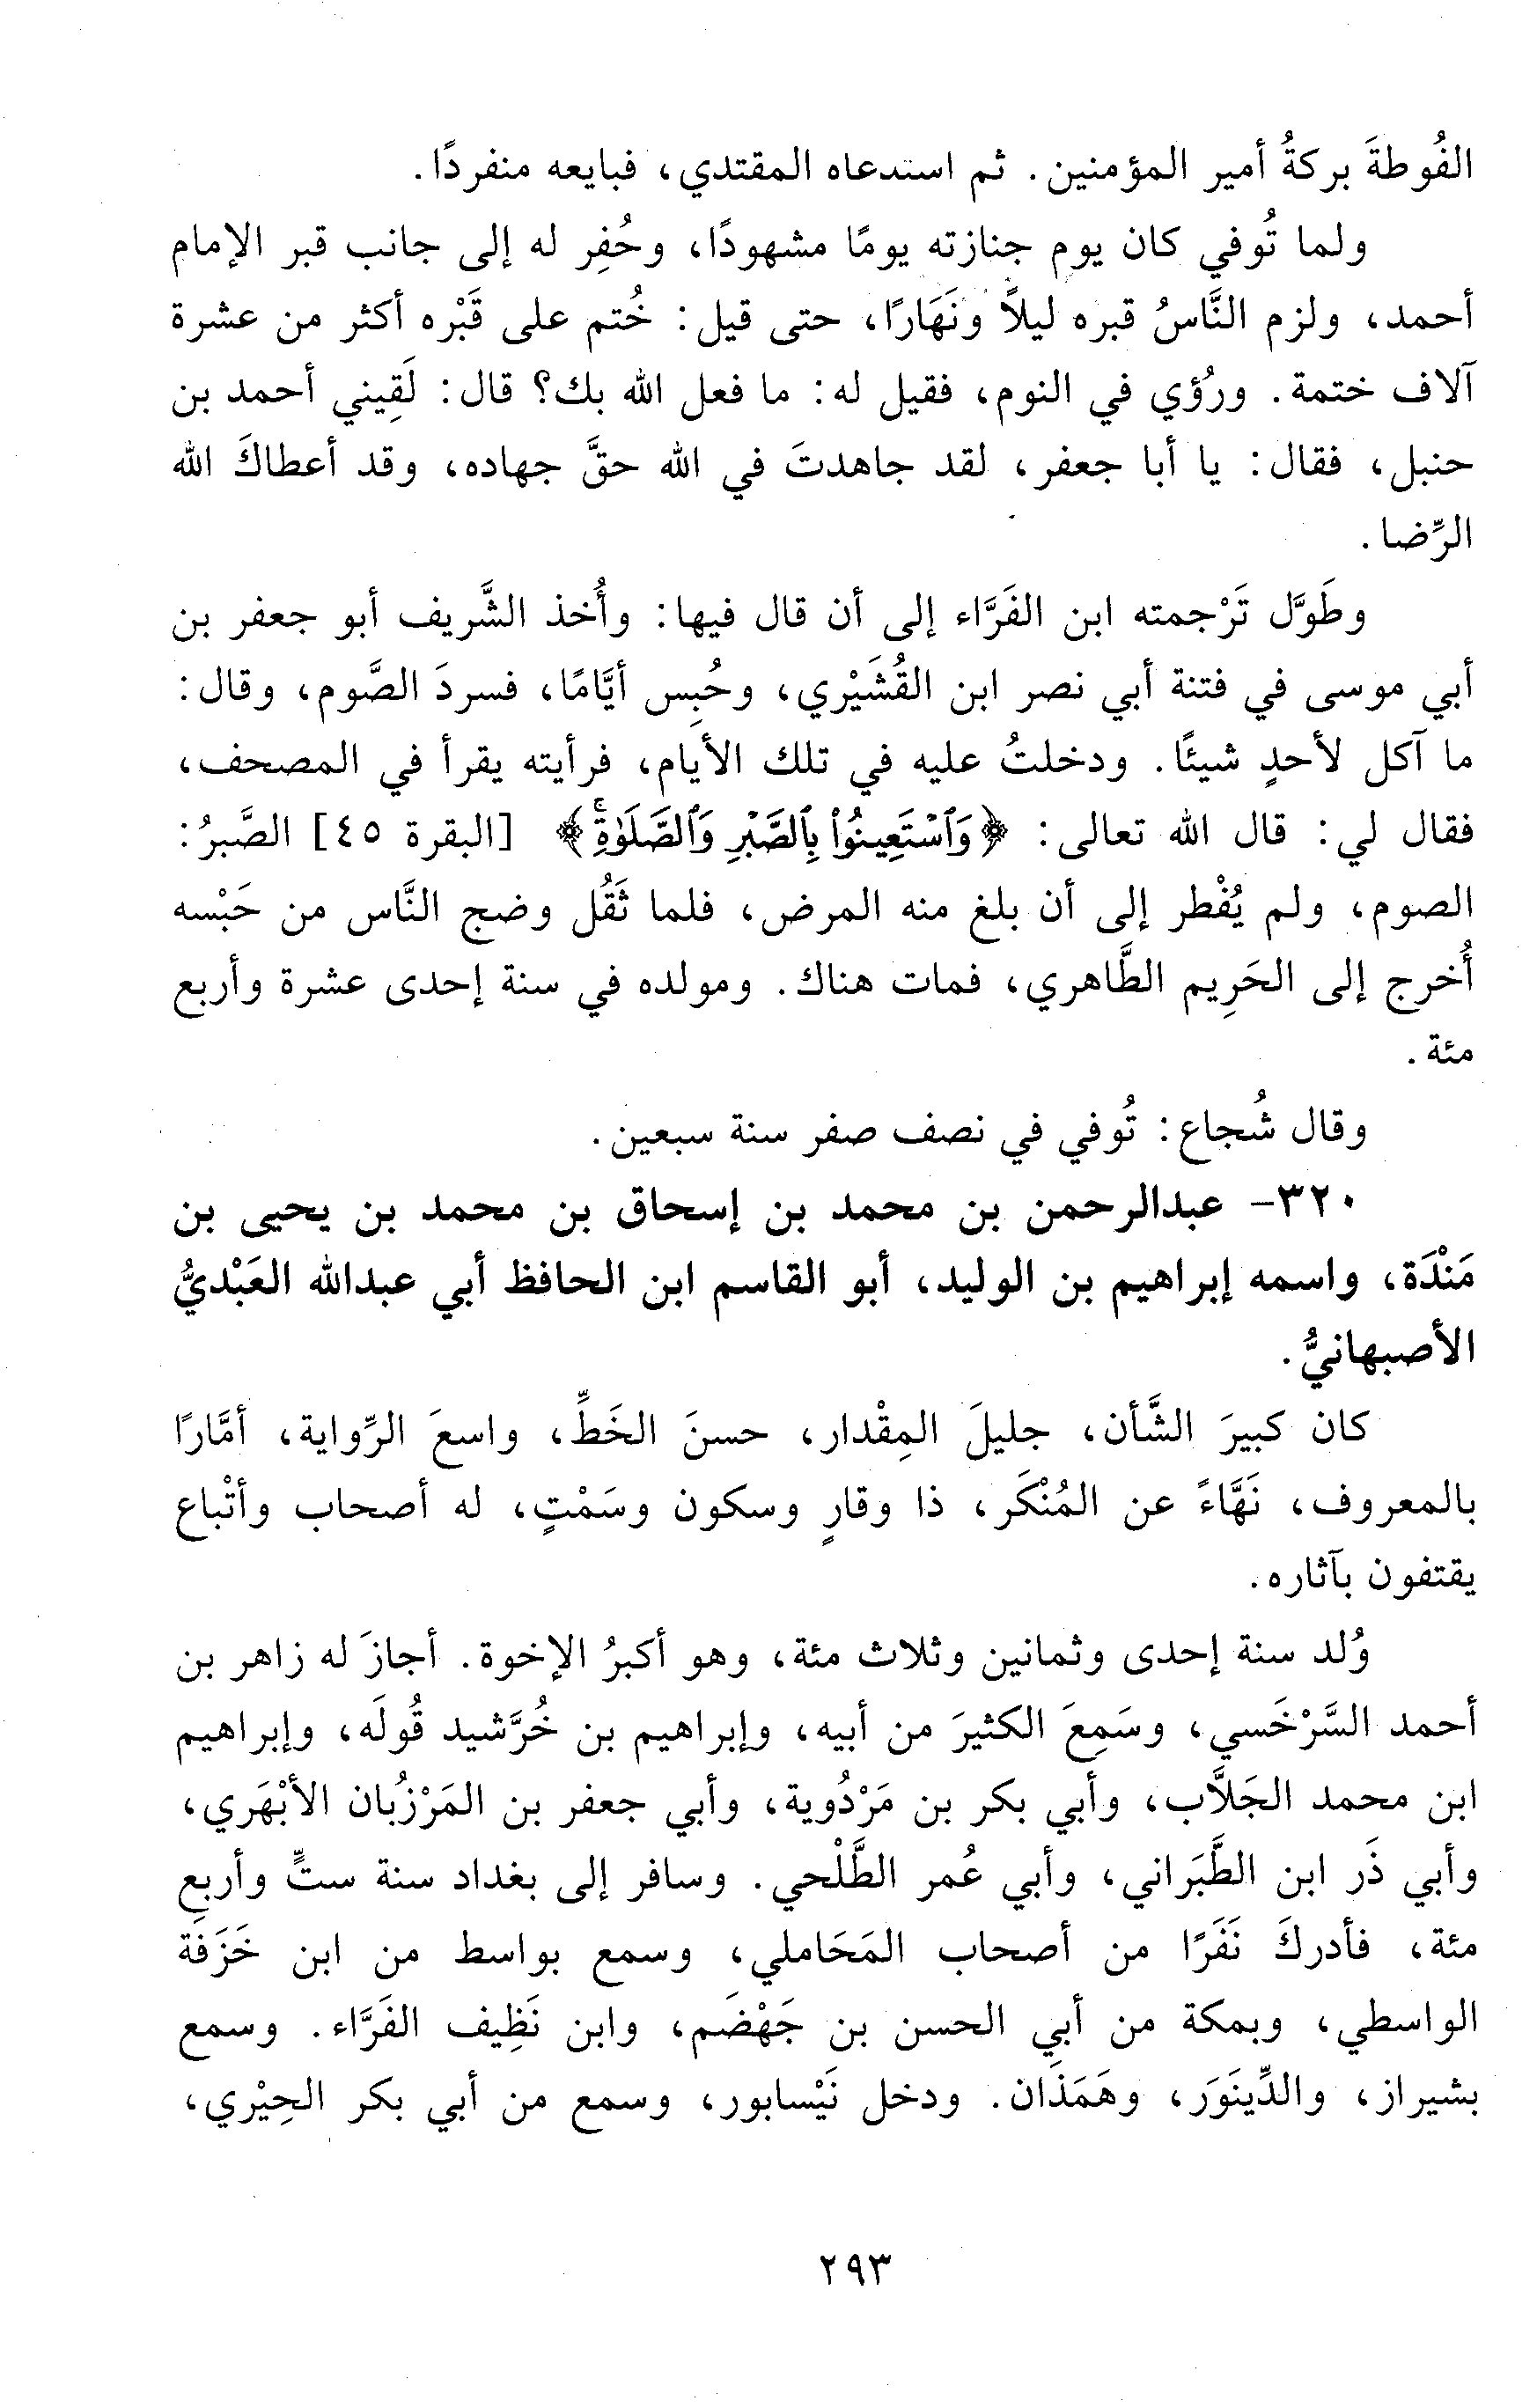 الفُوطةَ بركةُ أمير المؤمنين. ثم استدعاه المقتدي، فبايعه منفردًا.
ولما تُوفي كان يوم جنازته يومًا مشهودًا، وحُفِر له إلى جانب قبر الإمام
أحمد، ولزم النَّاسُ قبره ليلاً ونَهَارًا، حتى قيل: خُتم على قَبْره أكثر من عشرة
آلاف ختمة. ورُؤي في النوم، فقيل له: ما فعل الله بك؟ قال: لَقِيني أحمد بن
حنبل، فقال: يا أبا جعفر، لقد جاهدتَ في الله حقَّ جهاده، وقد أعطاكَ الله
الرِّضا.
وطَوَّل تَرْجمته ابن الفَرَّاء إلى أن قال فيها: وأُخذ الشَّريف أبو جعفر بن
أبي موسى في فتنة أبي نصر ابن القُشَيْري، وحُبِس أيَّامًا، فسردَ الصَّوم، وقال:
ما آكل لأحدٍ شيئًا. ودخلتُ عليه في تلك الأيام، فرأيته يقرأ في المصحف،
فقال لي: قال الله تعالى: ﴿وَٱسْتَعِينُوا۟ بِٱلصَّبْرِ وَٱلصَّلَوٰةِۚ﴾ [البقرة ٤٥] الصَّبرُ:
الصوم، ولم يُفْطر إلى أن بلغ منه المرض، فلما ثَقُل وضج النَّاس من حَبْسه
أُخرج إلى الحَرِيم الطَّاهري، فمات هناك. ومولده في سنة إحدى عشرة وأربع
مئة.
وقال شُجاع: تُوفي في نصف صفر سنة سبعين.
٣٢٠- عبدالرحمن بن محمد بن إسحاق بن محمد بن يحيى بن
مَنْدَة، واسمه إبراهيم بن الوليد، أبو القاسم ابن الحافظ أبي عبدالله العَبْديُّ
الأصبهانيُّ.
كان كبيرَ الشَّأن، جليلَ المِقْدار، حسنَ الخَطِّ، واسعَ الرِّواية، أمَّارًا
بالمعروف، نَهَّاءً عن المُنْكَر، ذا وقارٍ وسكون وسَمْتٍ، له أصحاب وأتْباع
يقتفون بآثاره.
وُلد سنة إحدى وثمانين وثلاث مئة، وهو أكبرُ الإخوة. أجازَ له زاهر بن
أحمد السَّرْخَسي، وسَمِعَ الكثيرَ من أبيه، وإبراهيم بن خُرَّشيد قُولَه، وإبراهيم
ابن محمد الجَلَّاب، وأبي بكر بن مَرْدُوية، وأبي جعفر بن المَرْزُبان الأبْهَري،
وأبي ذَر ابن الطَّبَراني، وأبي عُمر الطَّلْحي. وسافر إلى بغداد سنة ستٍّ وأربعِ
مئة، فأدركَ نَفَرًا من أصحاب المَحَاملي، وسمع بواسط من ابن خَزَفَة
الواسطي، وبمكة من أبي الحسن بن جَهْضَم، وابن نَظِيف الفَرَّاء. وسمع
بشيراز، والدِّينَوَر، وهَمَذَان. ودخل نَيْسابور، وسمع من أبي بكر الحِيْري،
٢٩٣